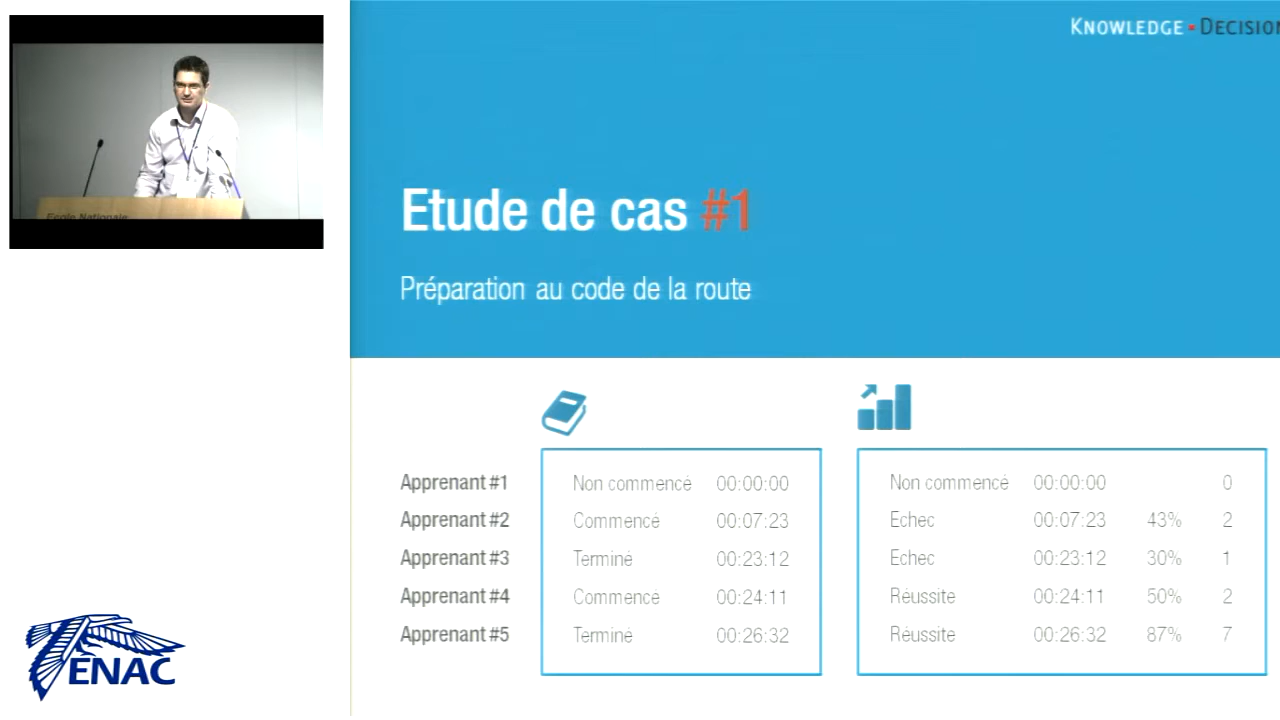 KNOWLEDGE DECISION
Ecole Nationale
Etude de cas #1
Préparation au code de la route
Apprenant #1 Non commencé 00:00:00 Non commencé 00:00:00 0
Apprenant #2 Commencé 00:07:23 Echec 00:07:23 43% 2
Apprenant #3 Terminé 00:23:12 Echec 00:23:12 30% 1
Apprenant #4 Commencé 00:24:11 Réussite 00:24:11 50% 2
Apprenant #5 Terminé 00:26:32 Réussite 00:26:32 87% 7
ENAC